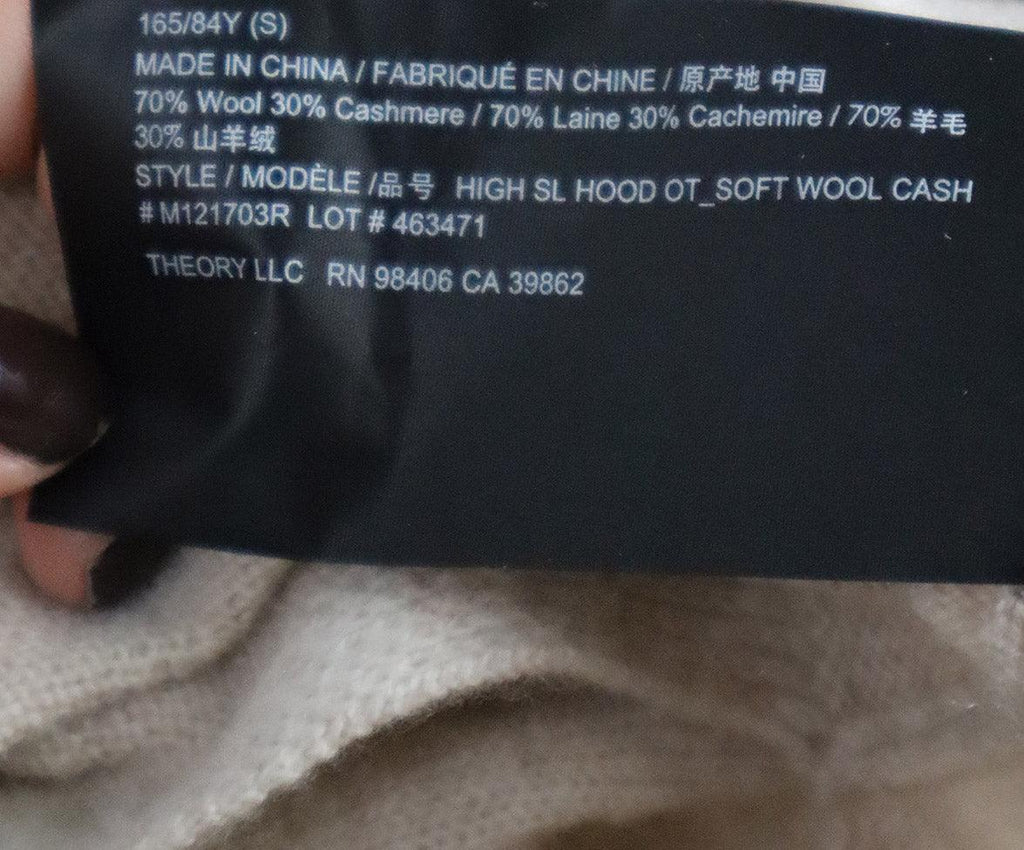 165/84Y (S)
MADE IN CHINA / FABRIQUÉ EN CHINE / 原产地 中国
70% Wool 30% Cashmere / 70% Laine 30% Cachemire / 70% 羊毛
30% 山羊绒
STYLE / MODÈLE /品号 HIGH SL HOOD OT_SOFT WOOL CASH
# M121703R LOT # 463471
THEORY LLC RN 98406 CA 39862